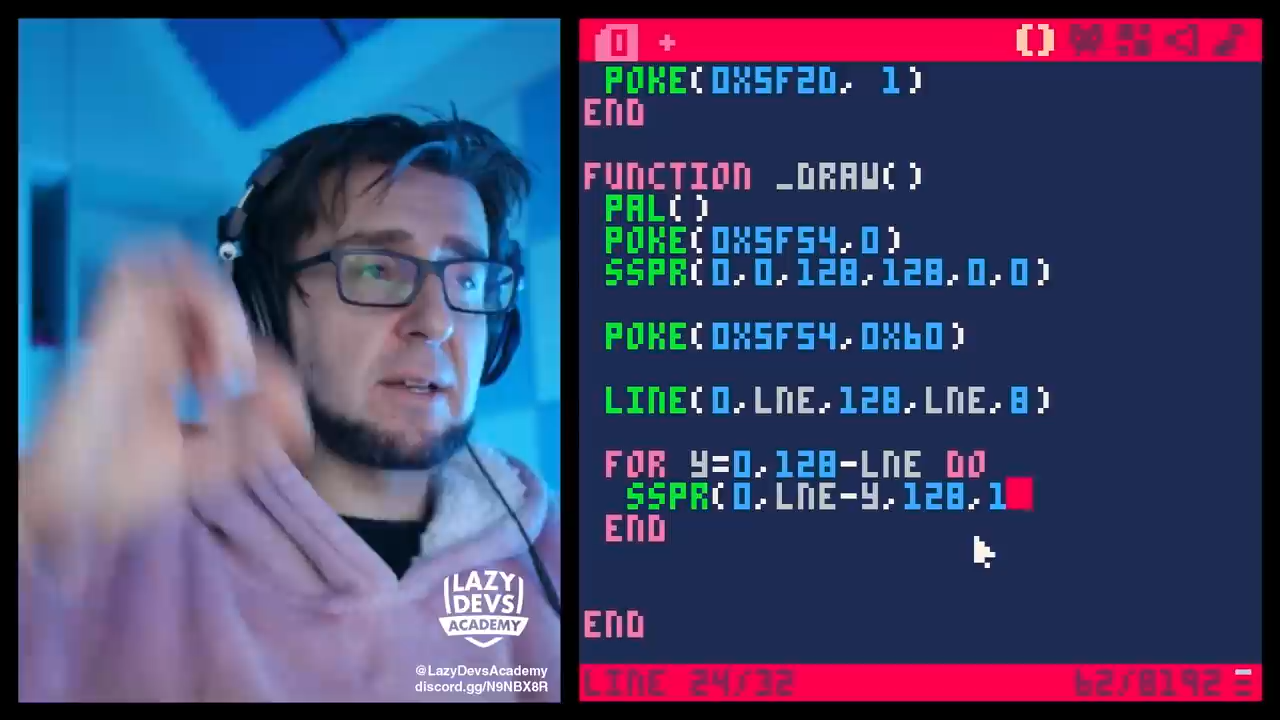 POKE(0X5F2D, 1)
END
FUNCTION _DRAW()
PAL()
POKE(0X5F54,0)
SSPR(0,0,128,128,0,0)
POKE(0X5F54,0X60)
LINE(0,LNE,128,LNE,8)
FOR Y=0,128-LNE DO
SSPR(0,LNE-Y,128,1
END
END
LINE 24/32
62/8192
LAZY
DEVS
ACADEMY
@LazyDevsAcademy
discord.gg/N9NBX8R